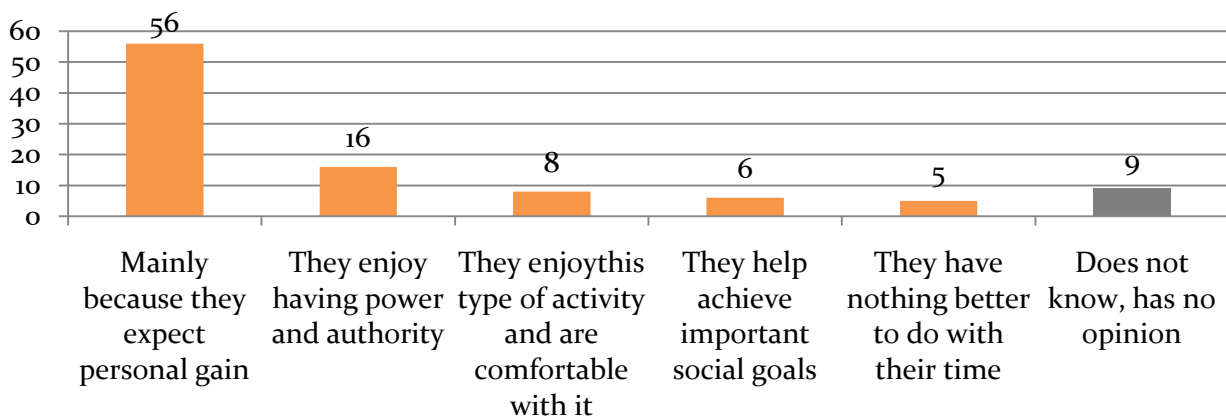 60
50
40
30
20
10
0
56
16
8
6
5
9
Mainly
because they
expect
personal gain
They enjoy
having power
and authority
They enjoythis
type of activity
and are
comfortable
with it
They help
achieve
important
social goals
They have
nothing better
to do with
their time
Does not
know, has no
opinion